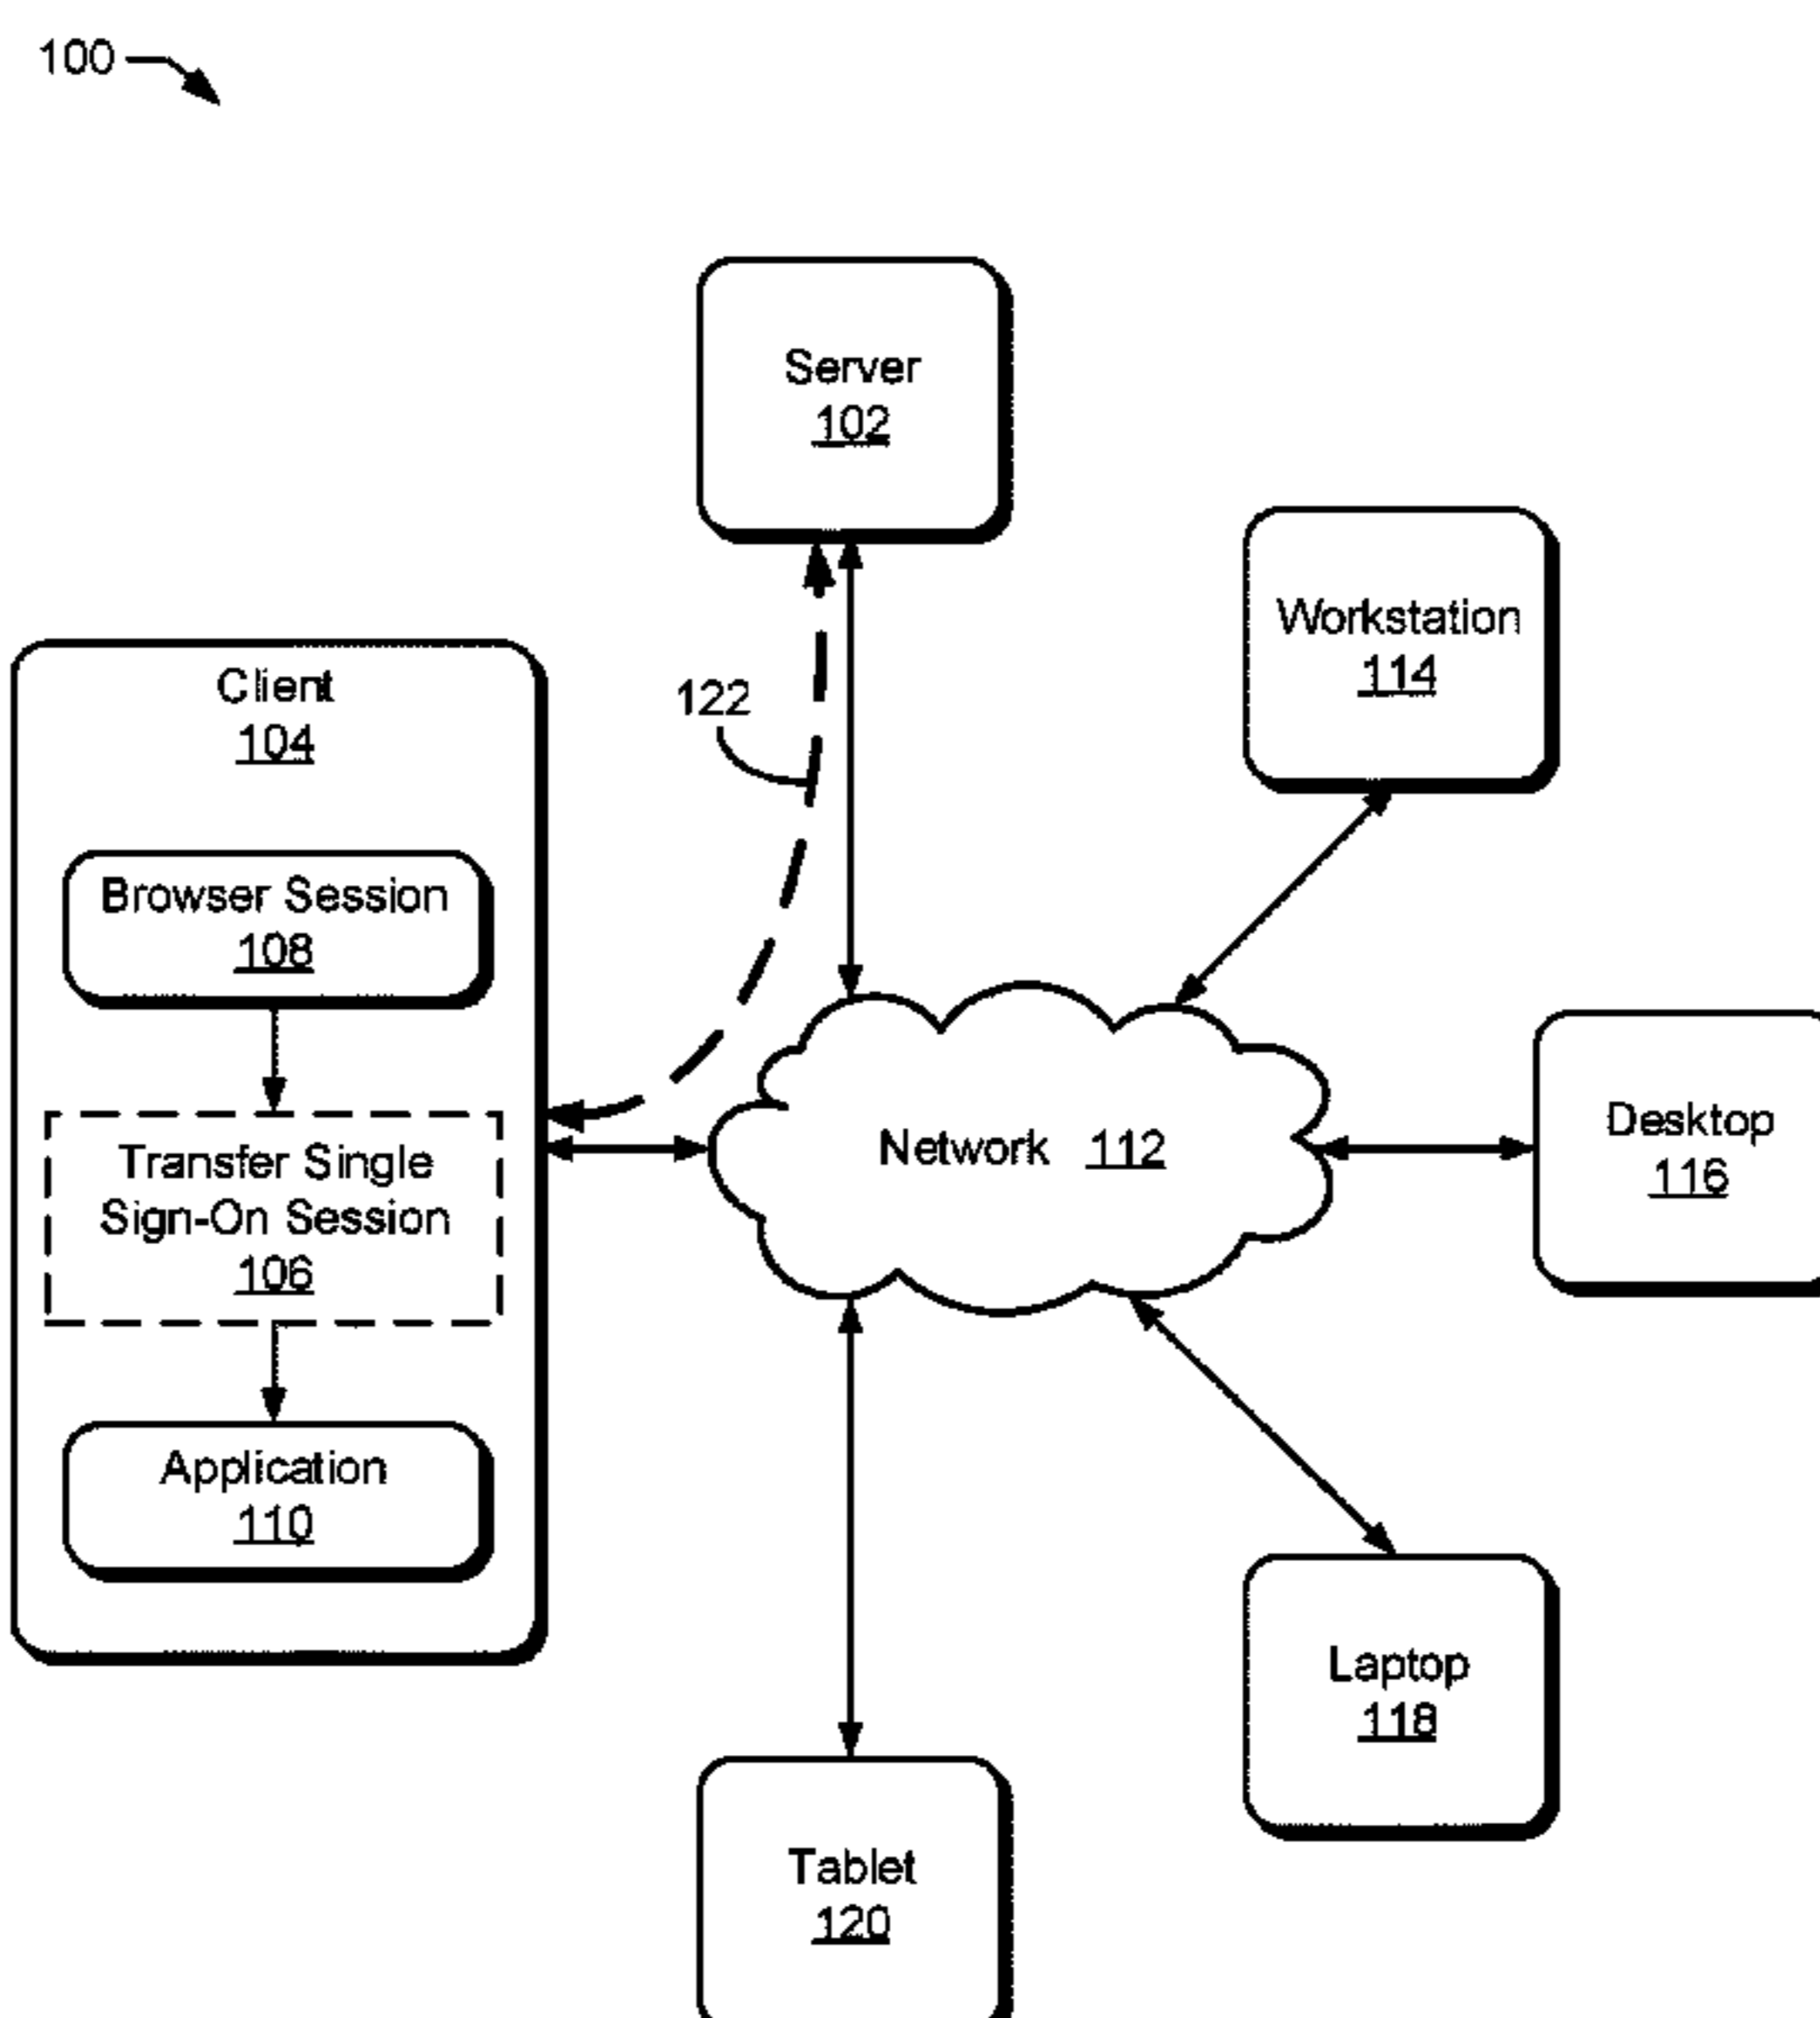 100
Server
102
Workstation
114
Client
104
122
Browser Session
108
Transfer Single
Sign-On Session
106
Network 112
Desktop
116
Application
110
Laptop
118
Tablet
120